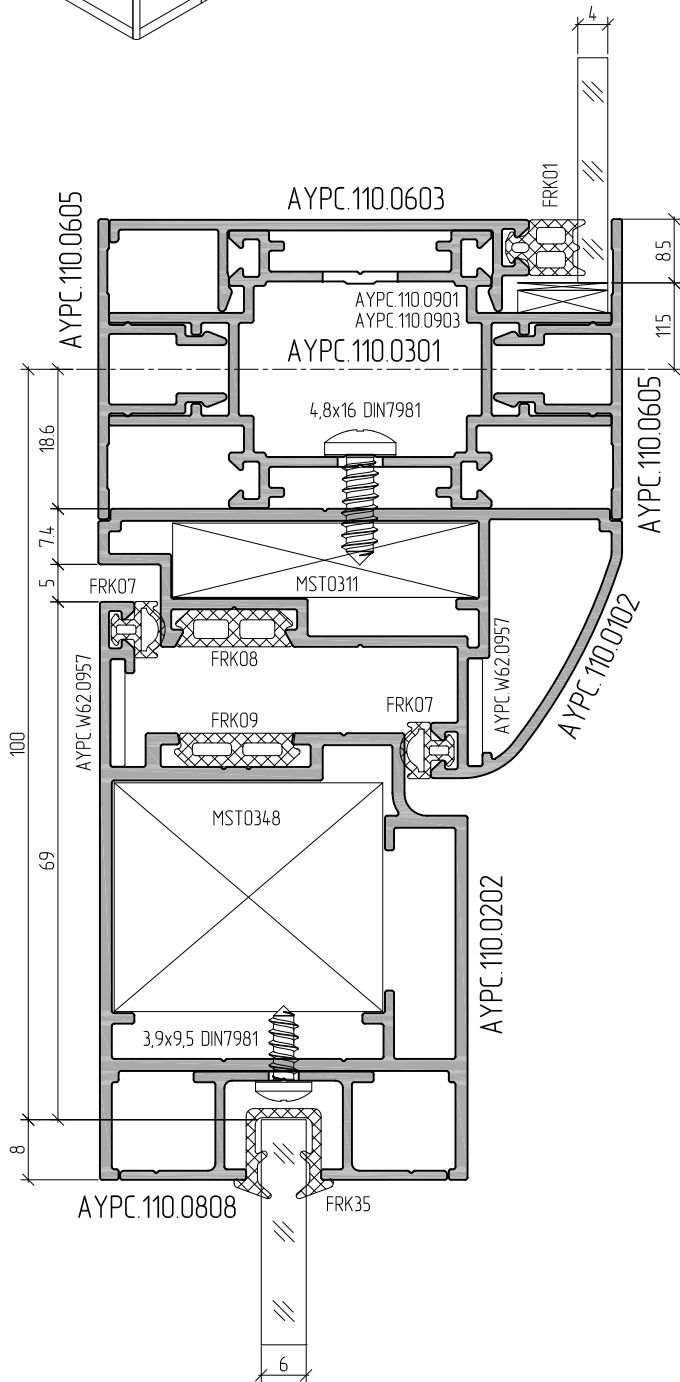 4
FRK01
AYPC.110.0603
AYPC.110.0605
8.5
AYPC.110.0901
AYPC.110.0903
11.5
AYPC.110.0301
4,8x16 DIN7981
18.6
AYPC.110.0605
7.4
5
FRK07
MST0311
AYPC.110.0102
FRK08
AYPC.W62.0957
AYPC.W62.0957
FRK07
FRK09
100
MST0348
69
AYPC.110.0202
3,9x9,5 DIN7981
8
AYPC.110.0808
FRK35
6